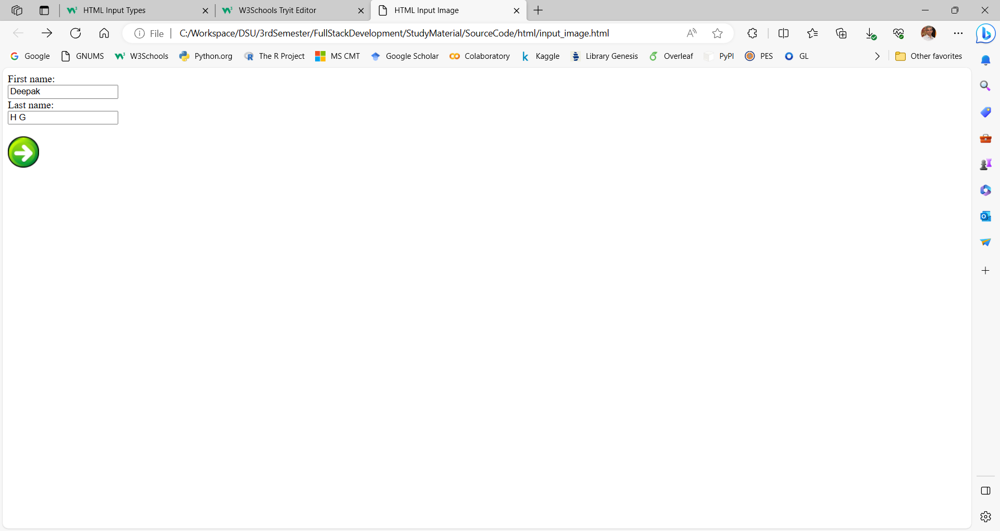 HTML Input Types
W3Schools Tryit Editor
HTML Input Image
File
C:/Workspace/DSU/3rdSemester/FullStackDevelopment/StudyMaterial/SourceCode/html/input_image.html
Google
GNUMS
W3Schools
Python.org
The R Project
MS CMT
Google Scholar
Colaboratory
Kaggle
Library Genesis
Overleaf
PyPI
PES
GL
Other favorites
First name:
Deepak
Last name:
H G